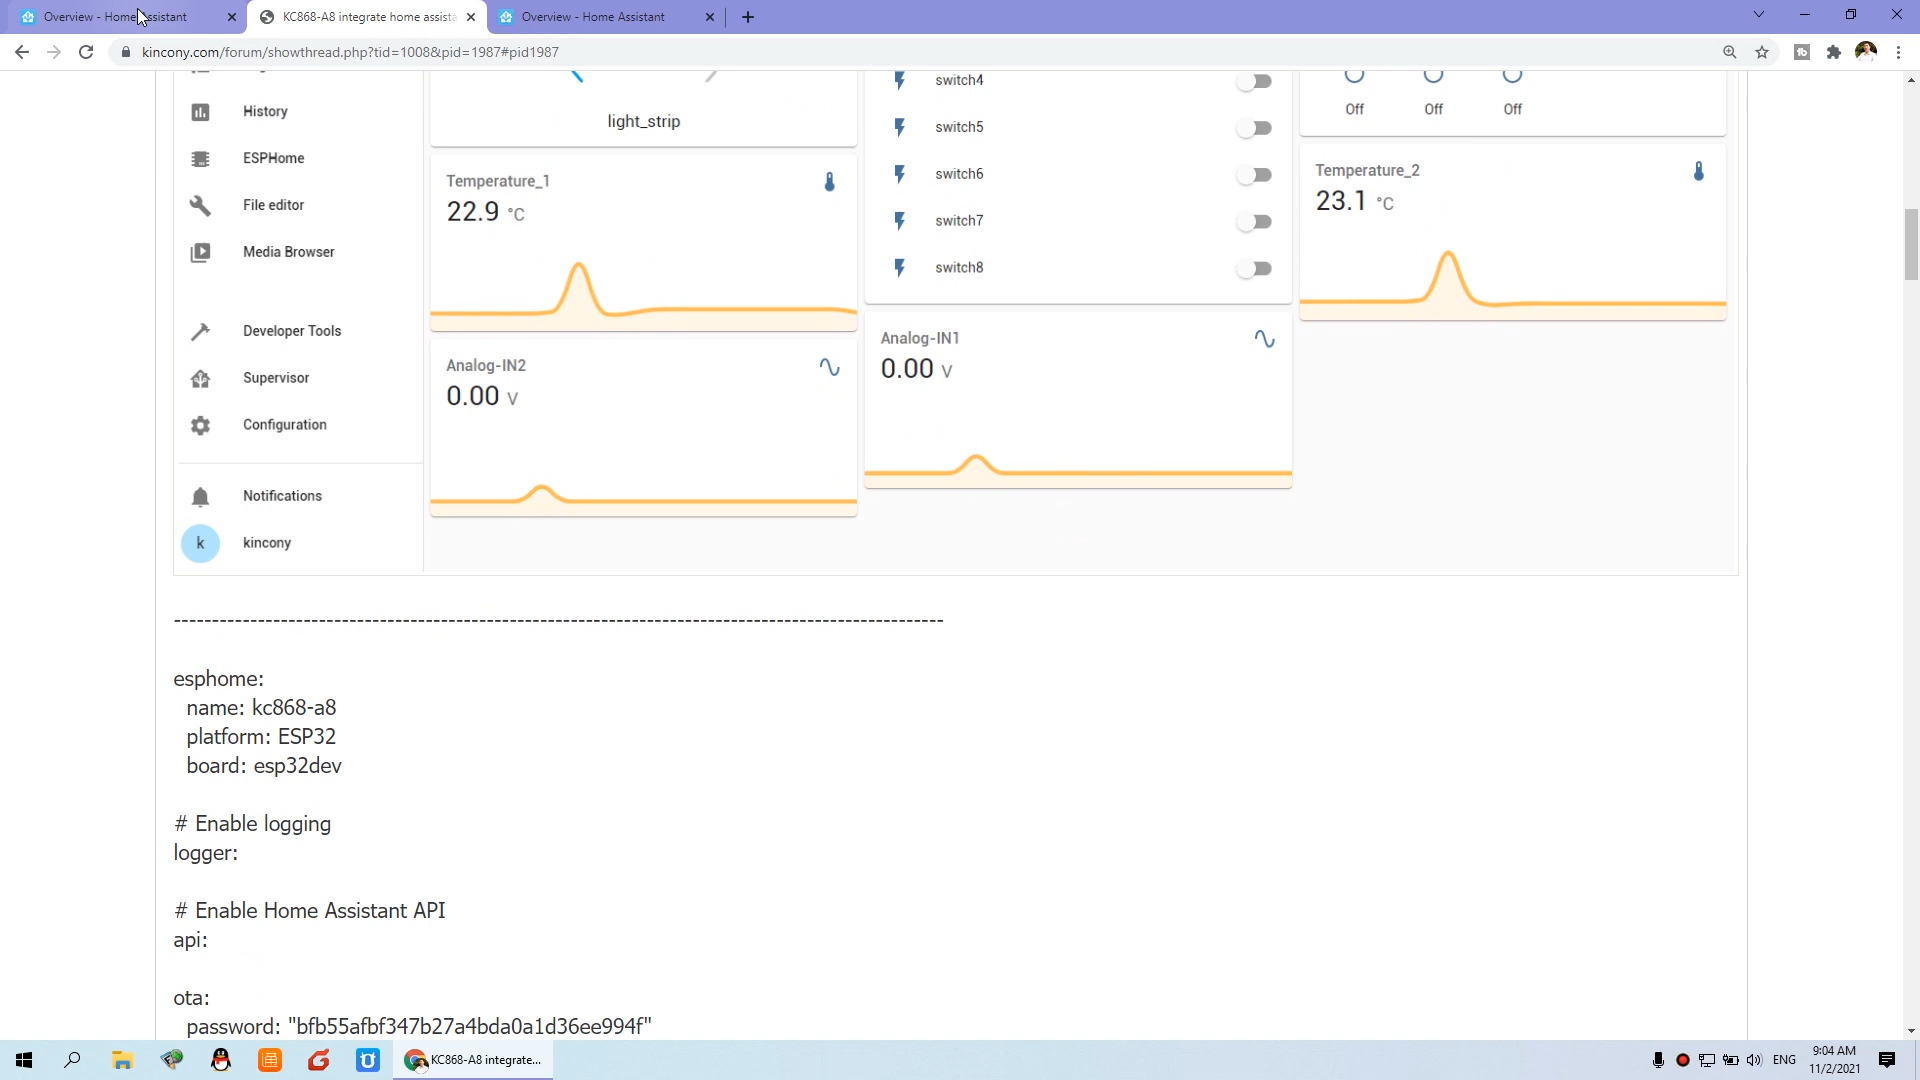 Overview - Home Assistant
KC868-A8 integrate home assista
Overview - Home Assistant
kincony.com/forum/showthread.php?tid=1008&pid=1987#pid1987
History
ESPHome
File editor
Media Browser
Developer Tools
Supervisor
Configuration
Notifications
k
kincony
light_strip
Temperature_1
22.9 °C
Analog-IN2
0.00 V
switch4
switch5
switch6
switch7
switch8
Analog-IN1
0.00 V
Off
Off
Off
Temperature_2
23.1 °C
esphome:
name: kc868-a8
platform: ESP32
board: esp32dev
# Enable logging
logger:
# Enable Home Assistant API
api:
ota:
password: "bfb55afbf347b27a4bda0a1d36ee994f"
KC868-A8 integrate...
ENG
9:04 AM
11/2/2021